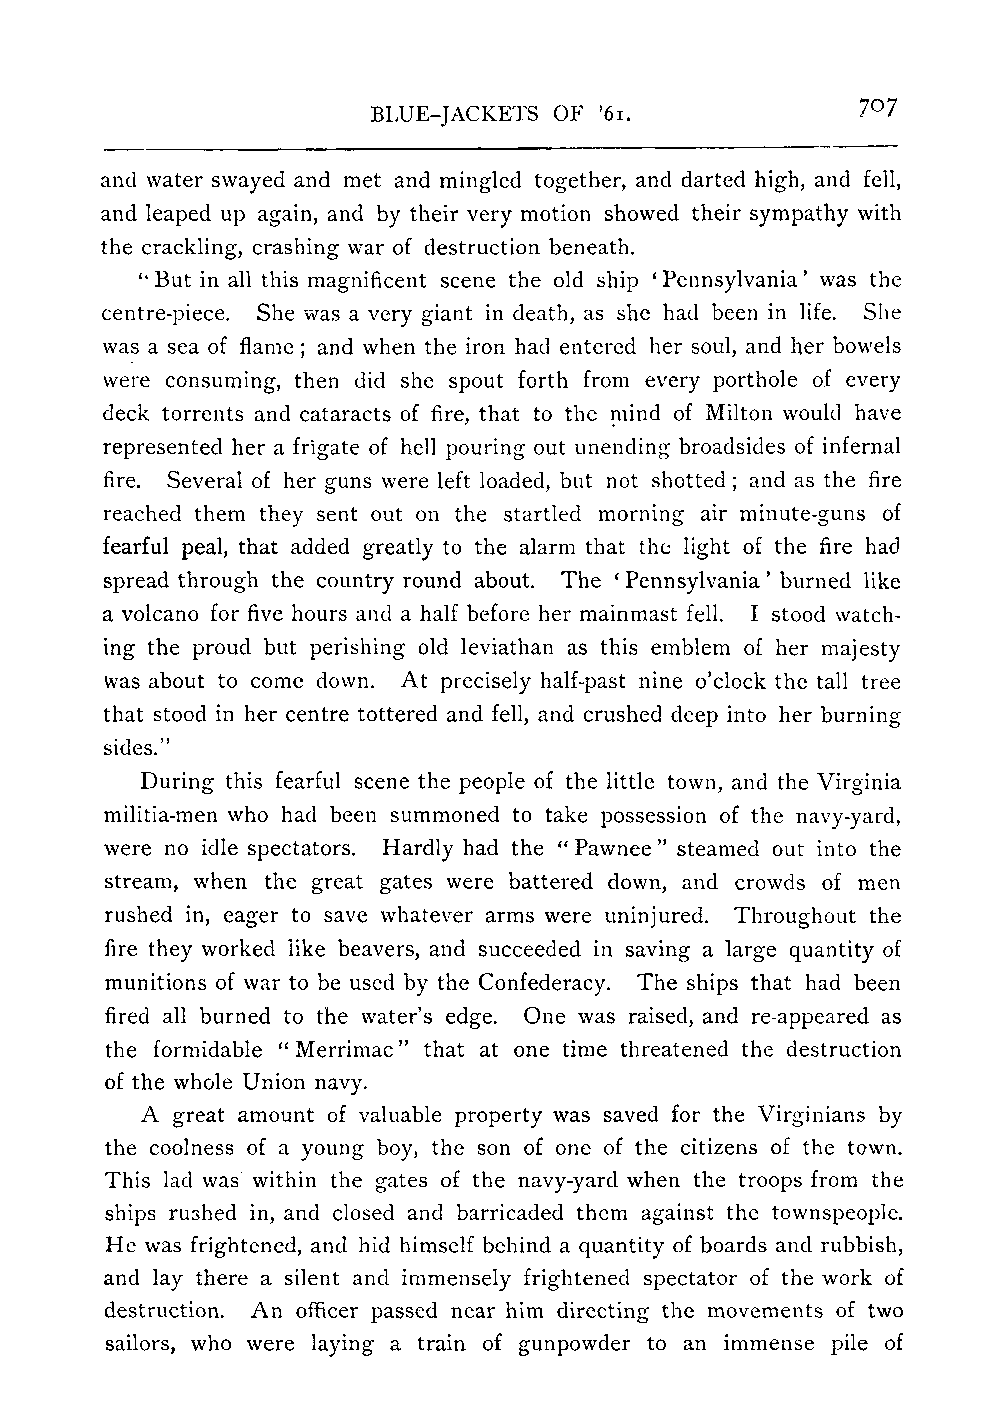 BLUE-JACKETS OF '61. 707
and water swayed and met and mingled together, and darted high, and fell,
and leaped up again, and by their very motion showed their sympathy with
the crackling, crashing war of destruction beneath.
"But in all this magnificent scene the old ship 'Pennsylvania' was the
centre-piece. She was a very giant in death, as she had been in life. She
was a sea of flame; and when the iron had entered her soul, and her bowels
were consuming, then did she spout forth from every porthole of every
deck torrents and cataracts of fire, that to the mind of Milton would have
represented her a frigate of hell pouring out unending broadsides of infernal
fire. Several of her guns were left loaded, but not shotted; and as the fire
reached them they sent out on the startled morning air minute-guns of
fearful peal, that added greatly to the alarm that the light of the fire had
spread through the country round about. The 'Pennsylvania' burned like
a volcano for five hours and a half before her mainmast fell. I stood watch-
ing the proud but perishing old leviathan as this emblem of her majesty
was about to come down. At precisely half-past nine o'clock the tall tree
that stood in her centre tottered and fell, and crushed deep into her burning
sides."
During this fearful scene the people of the little town, and the Virginia
militia-men who had been summoned to take possession of the navy-yard,
were no idle spectators. Hardly had the "Pawnee" steamed out into the
stream, when the great gates were battered down, and crowds of men
rushed in, eager to save whatever arms were uninjured. Throughout the
fire they worked like beavers, and succeeded in saving a large quantity of
munitions of war to be used by the Confederacy. The ships that had been
fired all burned to the water's edge. One was raised, and re-appeared as
the formidable "Merrimac" that at one time threatened the destruction
of the whole Union navy.
A great amount of valuable property was saved for the Virginians by
the coolness of a young boy, the son of one of the citizens of the town.
This lad was within the gates of the navy-yard when the troops from the
ships rushed in, and closed and barricaded them against the townspeople.
He was frightened, and hid himself behind a quantity of boards and rubbish,
and lay there a silent and immensely frightened spectator of the work of
destruction. An officer passed near him directing the movements of two
sailors, who were laying a train of gunpowder to an immense pile of